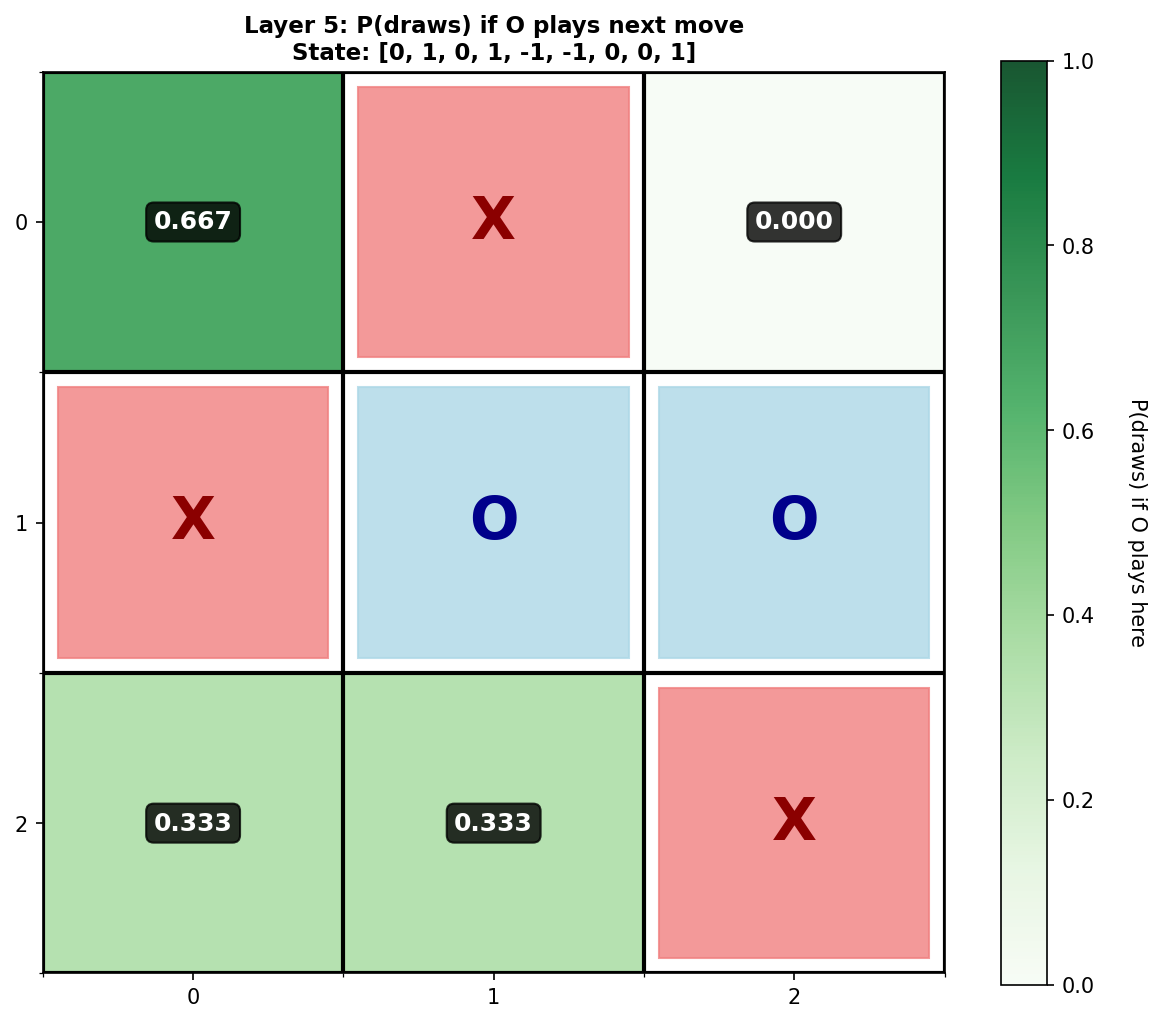 Layer 5: P(draws) if O plays next move
State: [0, 1, 0, 1, -1, -1, 0, 0, 1]
0.667
X
0.000
X
O
O
0.333
0.333
X
0
1
2
0
1
2
1.0
0.8
0.6
0.4
0.2
0.0
P(draws) if O plays here